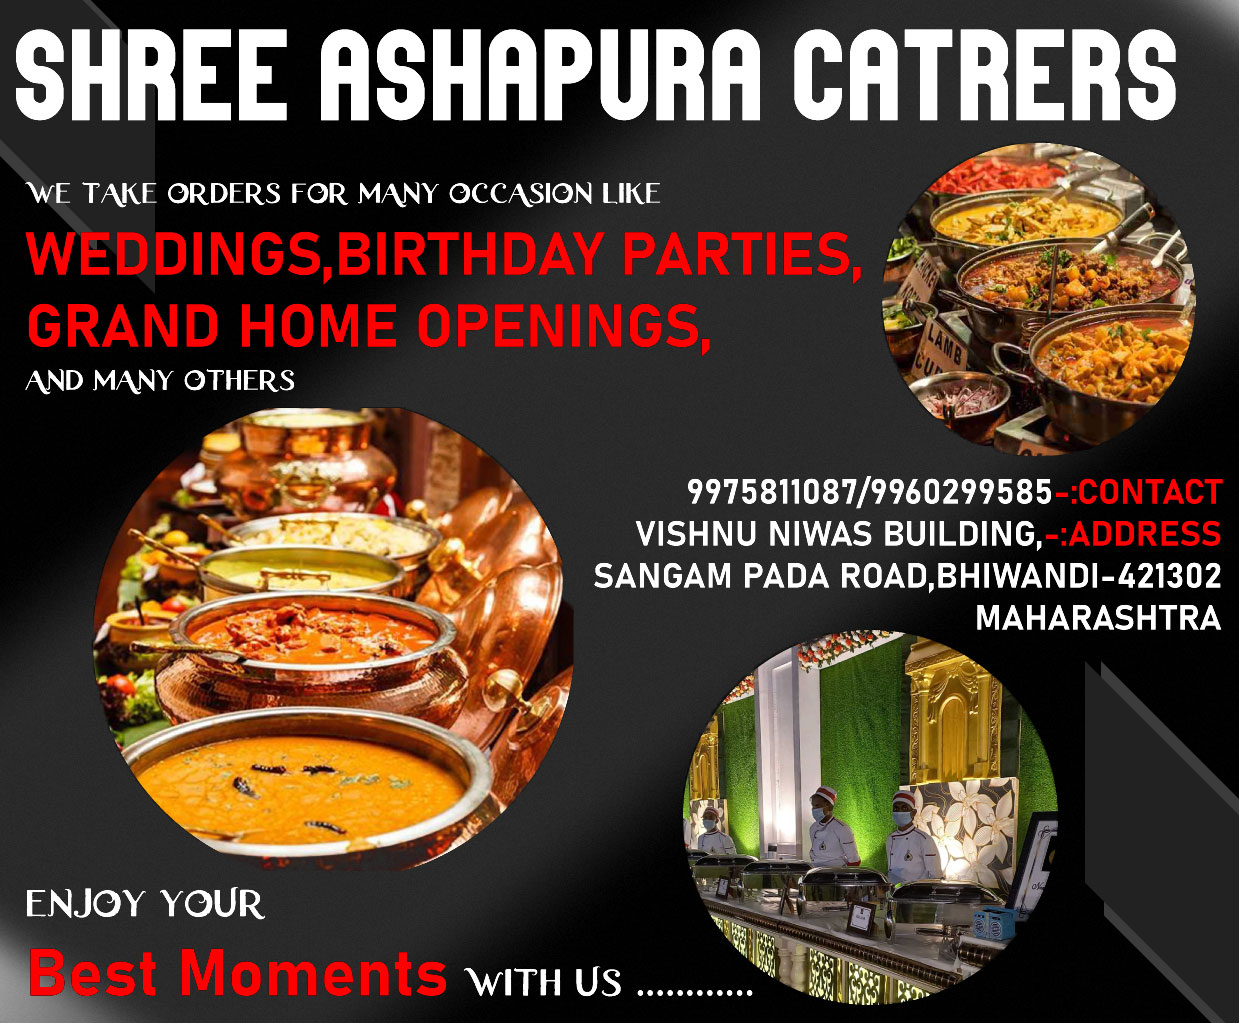 SHREE ASHAPURA CATRERS
WE TAKE ORDERS FOR MANY OCCASION LIKE
WEDDINGS,BIRTHDAY PARTIES,
GRAND HOME OPENINGS,
AND MANY OTHERS
LAMB
9975811087/9960299585-:CONTACT
VISHNU NIWAS BUILDING,-:ADDRESS
SANGAM PADA ROAD,BHIWANDI-421302
MAHARASHTRA
ENJOY YOUR
Best Moments WITH US ............